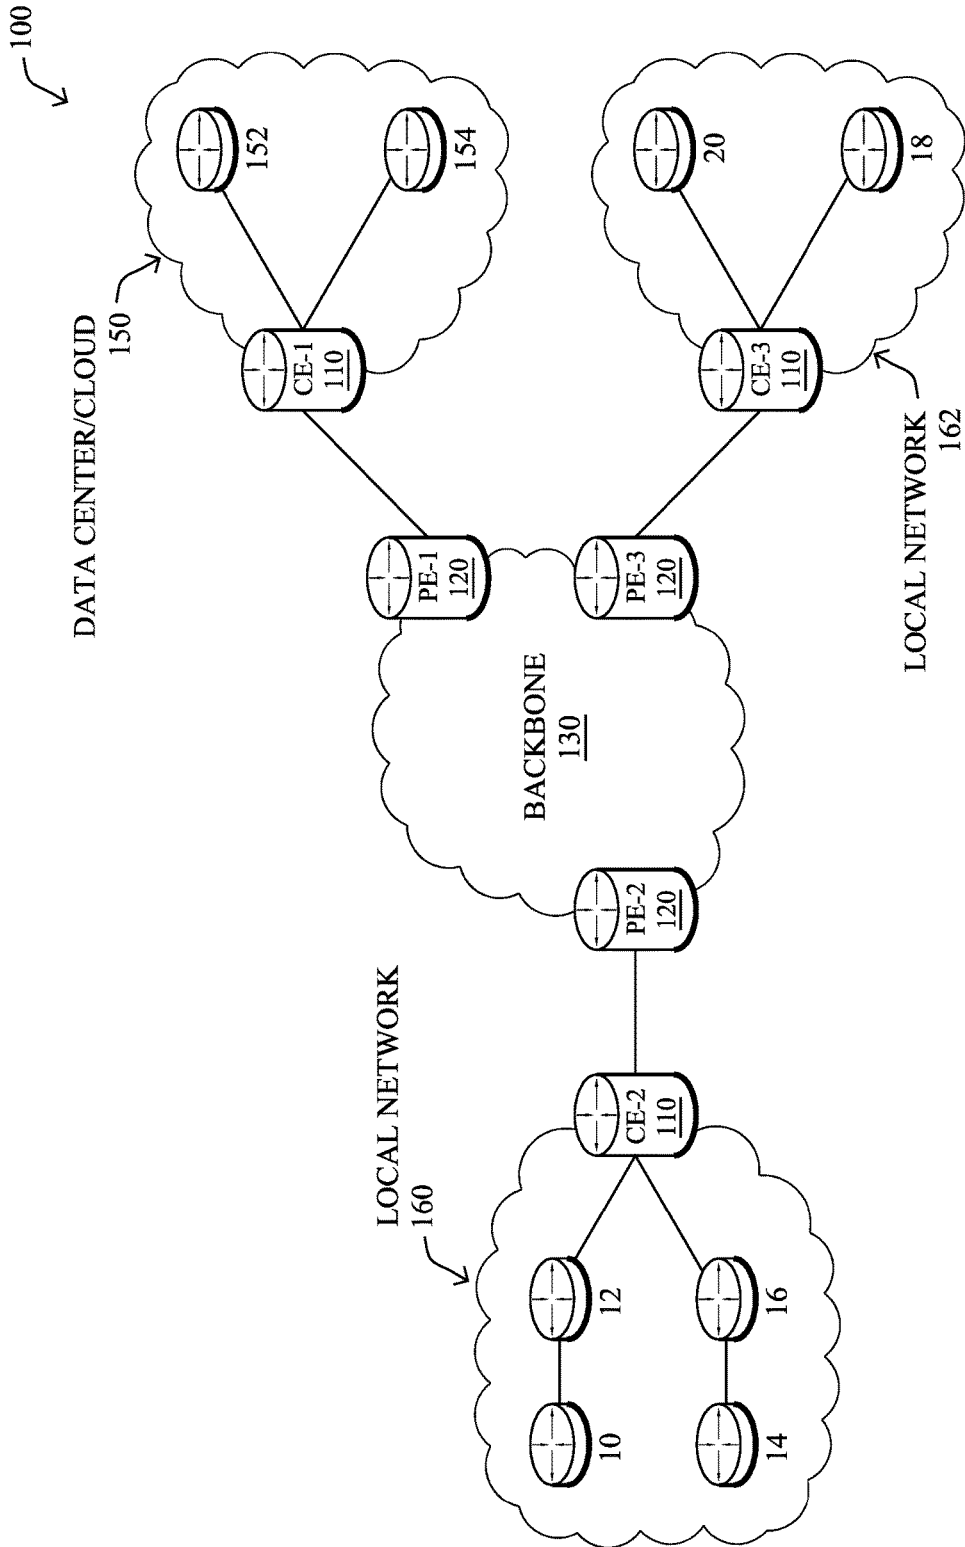 100
DATA CENTER/CLOUD
150
152
154
CE-1
110
PE-1
120
LOCAL NETWORK
160
BACKBONE
130
10
12
14
16
CE-2
110
PE-2
120
PE-3
120
CE-3
110
20
18
LOCAL NETWORK
162